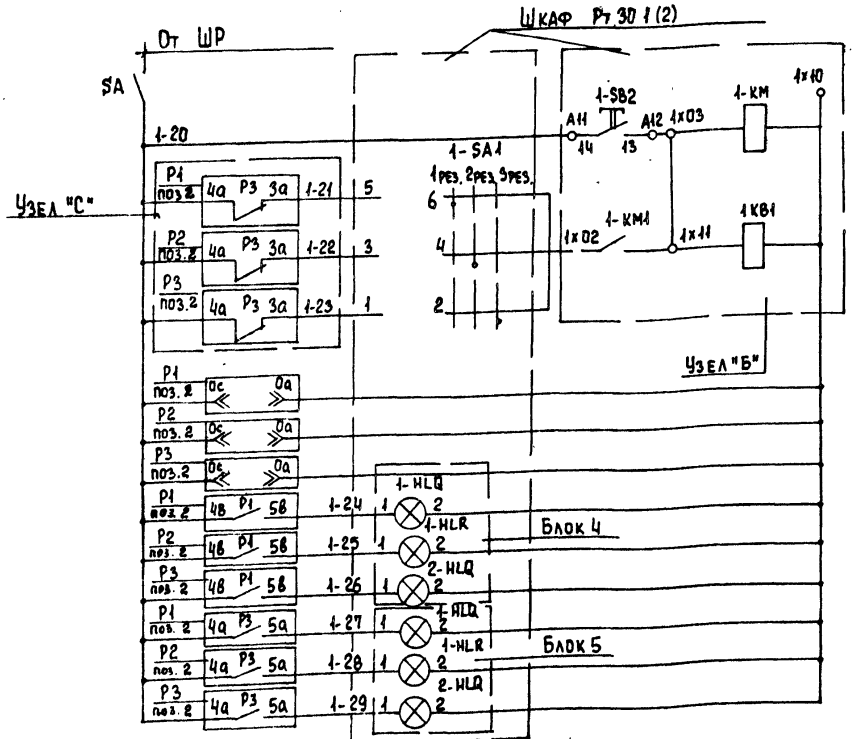 От ШР
Шкаф Рт 30 1(2)
SA
1-20
A11 1-SB2 A12 1x03 1-КМ 1x10
14 13
1-SA1
1рез. 2рез. 3рез.
Узел "С"
Р1 поз.2 4а Р3 3а 1-21 5 6
Р2 поз.2 4а Р3 3а 1-22 3 4 1x02 1-КМ1 1x11 1КВ1
Р3 поз.2 4а Р3 3а 1-23 1 2
Узел "Б"
Р1 поз.2 0с 0а
Р2 поз.2 0с 0а
Р3 поз.2 0с 0а
Р1 поз.2 4в Р1 5в 1-24 1 1-HLQ 2
Р2 поз.2 4в Р1 5в 1-25 1 1-HLR 2
Р3 поз.2 4в Р1 5в 1-26 1 2-HLQ 2
Блок 4
Р1 поз.2 4а Р3 5а 1-27 1 1-HLQ 2
Р2 поз.2 4а Р3 5а 1-28 1 1-HLR 2
Р3 поз.2 4а Р3 5а 1-29 1 2-HLQ 2
Блок 5